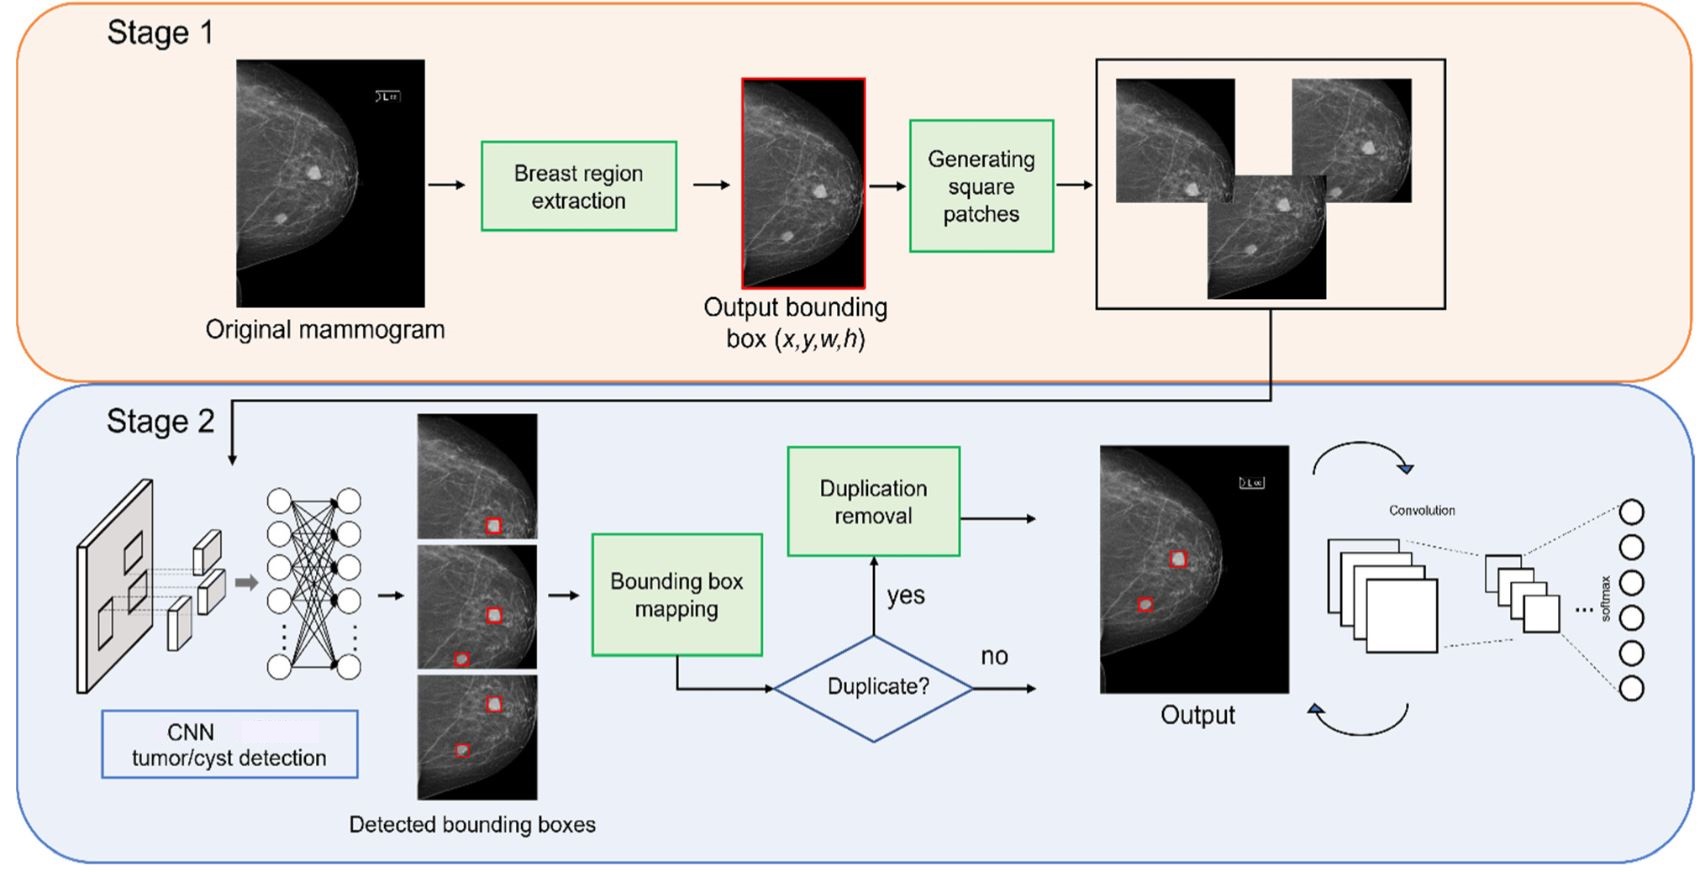 Stage 1
Original mammogram
Breast region
extraction
Output bounding
box (x,y,w,h)
Generating
square
patches
Stage 2
CNN
tumor/cyst detection
Detected bounding boxes
Bounding box
mapping
Duplication
removal
yes
Duplicate?
no
Output
Convolution
...
softmax